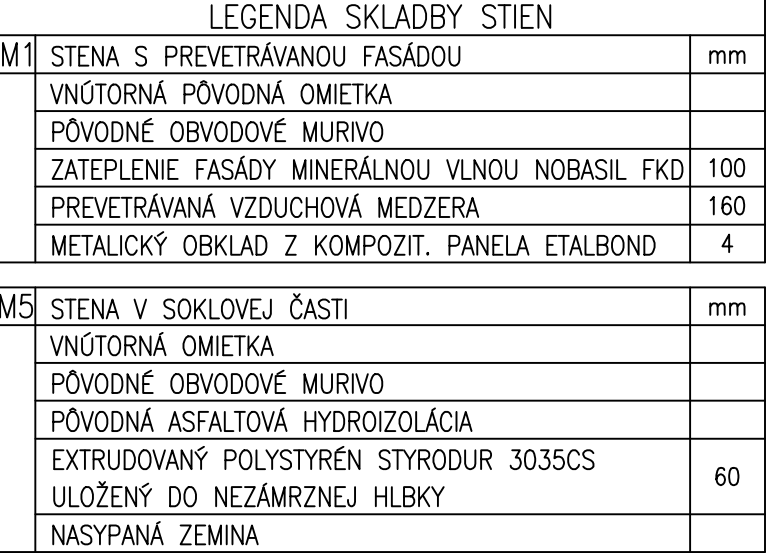 LEGENDA SKLADBY STIEN
M1 STENA S PREVETRÁVANOU FASÁDOU mm
VNÚTORNÁ PÔVODNÁ OMIETKA
PÔVODNÉ OBVODOVÉ MURIVO
ZATEPLENIE FASÁDY MINERÁLNOU VLNOU NOBASIL FKD 100
PREVETRÁVANÁ VZDUCHOVÁ MEDZERA 160
METALICKÝ OBKLAD Z KOMPOZIT. PANELA ETALBOND 4
M5 STENA V SOKLOVEJ ČASTI mm
VNÚTORNÁ OMIETKA
PÔVODNÉ OBVODOVÉ MURIVO
PÔVODNÁ ASFALTOVÁ HYDROIZOLÁCIA
EXTRUDOVANÝ POLYSTYRÉN STYRODUR 3035CS
60
ULOŽENÝ DO NEZÁMRZNEJ HLBKY
NASYPANÁ ZEMINA